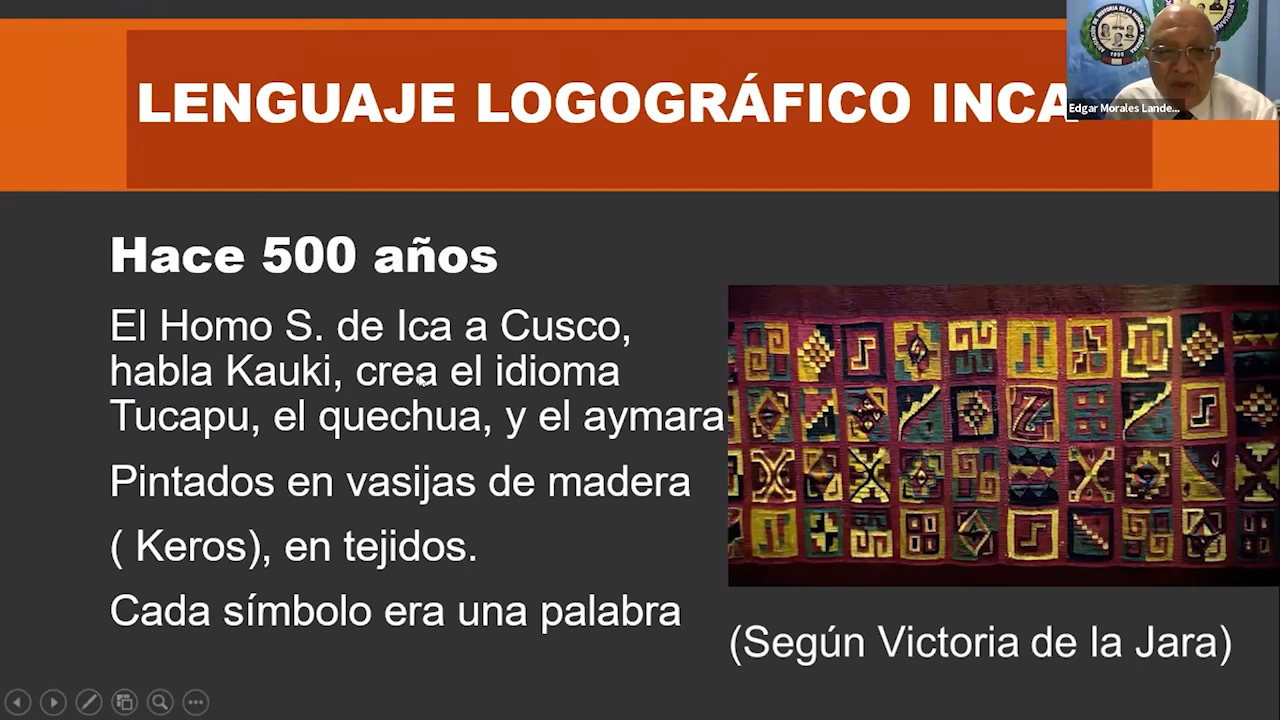 LENGUAJE LOGOGRÁFICO INCA
Edgar Morales Lande...
Hace 500 años
El Homo S. de Ica a Cusco,
habla Kauki, crea el idioma
Tucapu, el quechua, y el aymara
Pintados en vasijas de madera
( Keros), en tejidos.
Cada símbolo era una palabra
(Según Victoria de la Jara)